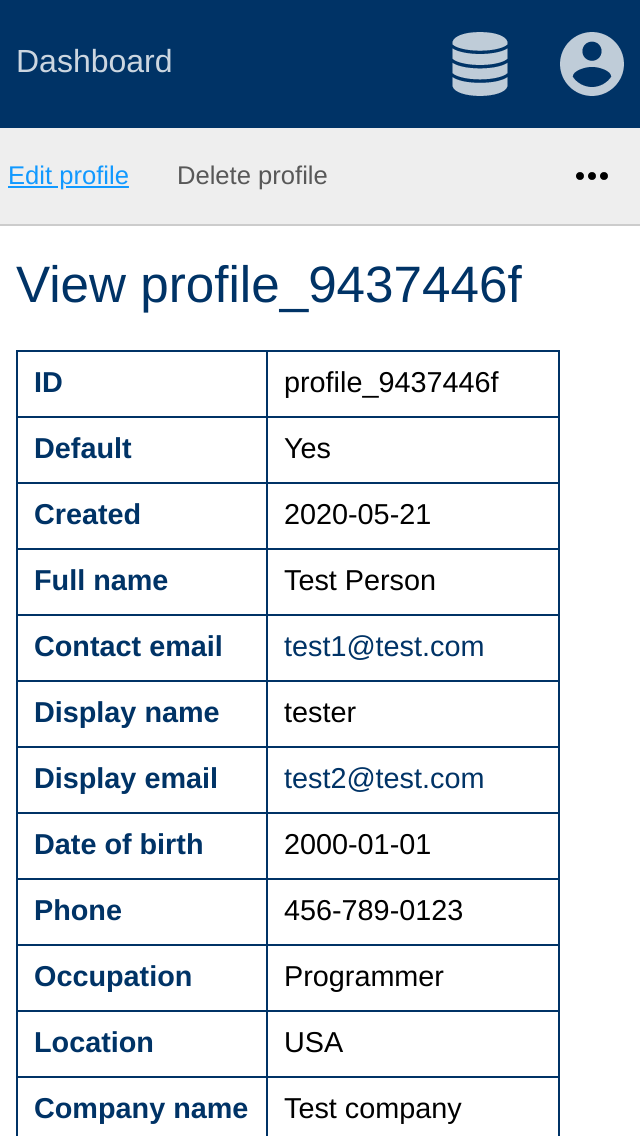 Dashboard
Edit profile Delete profile •••
View profile_9437446f
ID profile_9437446f
Default Yes
Created 2020-05-21
Full name Test Person
Contact email test1@test.com
Display name tester
Display email test2@test.com
Date of birth 2000-01-01
Phone 456-789-0123
Occupation Programmer
Location USA
Company name Test company